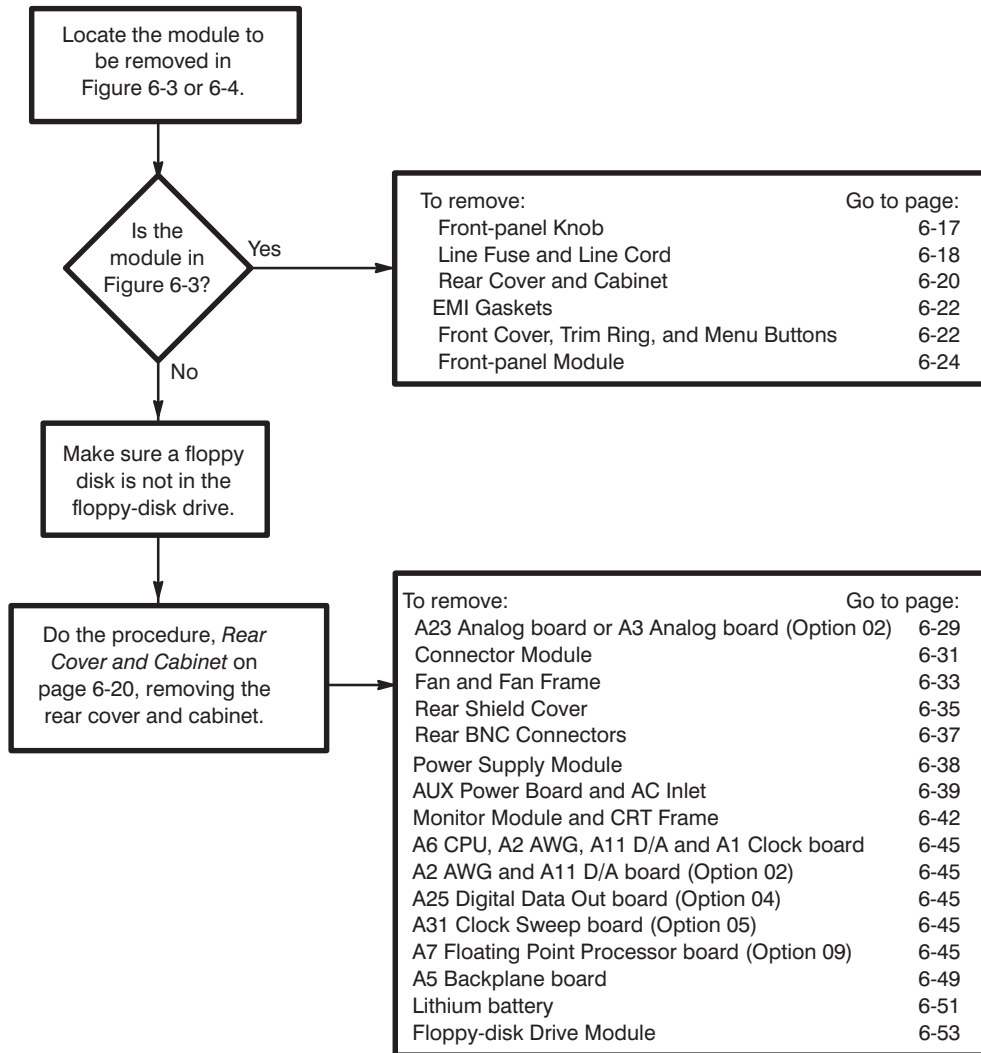 Locate the module to
be removed in
Figure 6-3 or 6-4.
Is the
module in
Figure 6-3?
Yes
No
To remove: Go to page:
Front-panel Knob 6-17
Line Fuse and Line Cord 6-18
Rear Cover and Cabinet 6-20
EMI Gaskets 6-22
Front Cover, Trim Ring, and Menu Buttons 6-22
Front-panel Module 6-24
Make sure a floppy
disk is not in the
floppy-disk drive.
Do the procedure, Rear
Cover and Cabinet on
page 6-20, removing the
rear cover and cabinet.
To remove: Go to page:
A23 Analog board or A3 Analog board (Option 02) 6-29
Connector Module 6-31
Fan and Fan Frame 6-33
Rear Shield Cover 6-35
Rear BNC Connectors 6-37
Power Supply Module 6-38
AUX Power Board and AC Inlet 6-39
Monitor Module and CRT Frame 6-42
A6 CPU, A2 AWG, A11 D/A and A1 Clock board 6-45
A2 AWG and A11 D/A board (Option 02) 6-45
A25 Digital Data Out board (Option 04) 6-45
A31 Clock Sweep board (Option 05) 6-45
A7 Floating Point Processor board (Option 09) 6-45
A5 Backplane board 6-49
Lithium battery 6-51
Floppy-disk Drive Module 6-53